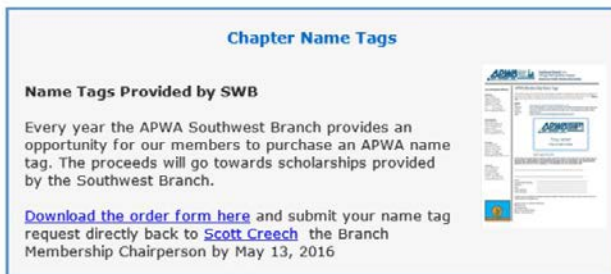 Chapter Name Tags
Name Tags Provided by SWB
Every year the APWA Southwest Branch provides an
opportunity for our members to purchase an APWA name
tag. The proceeds will go towards scholarships provided
by the Southwest Branch.
Download the order form here and submit your name tag
request directly back to Scott Creech the Branch
Membership Chairperson by May 13, 2016
APWA